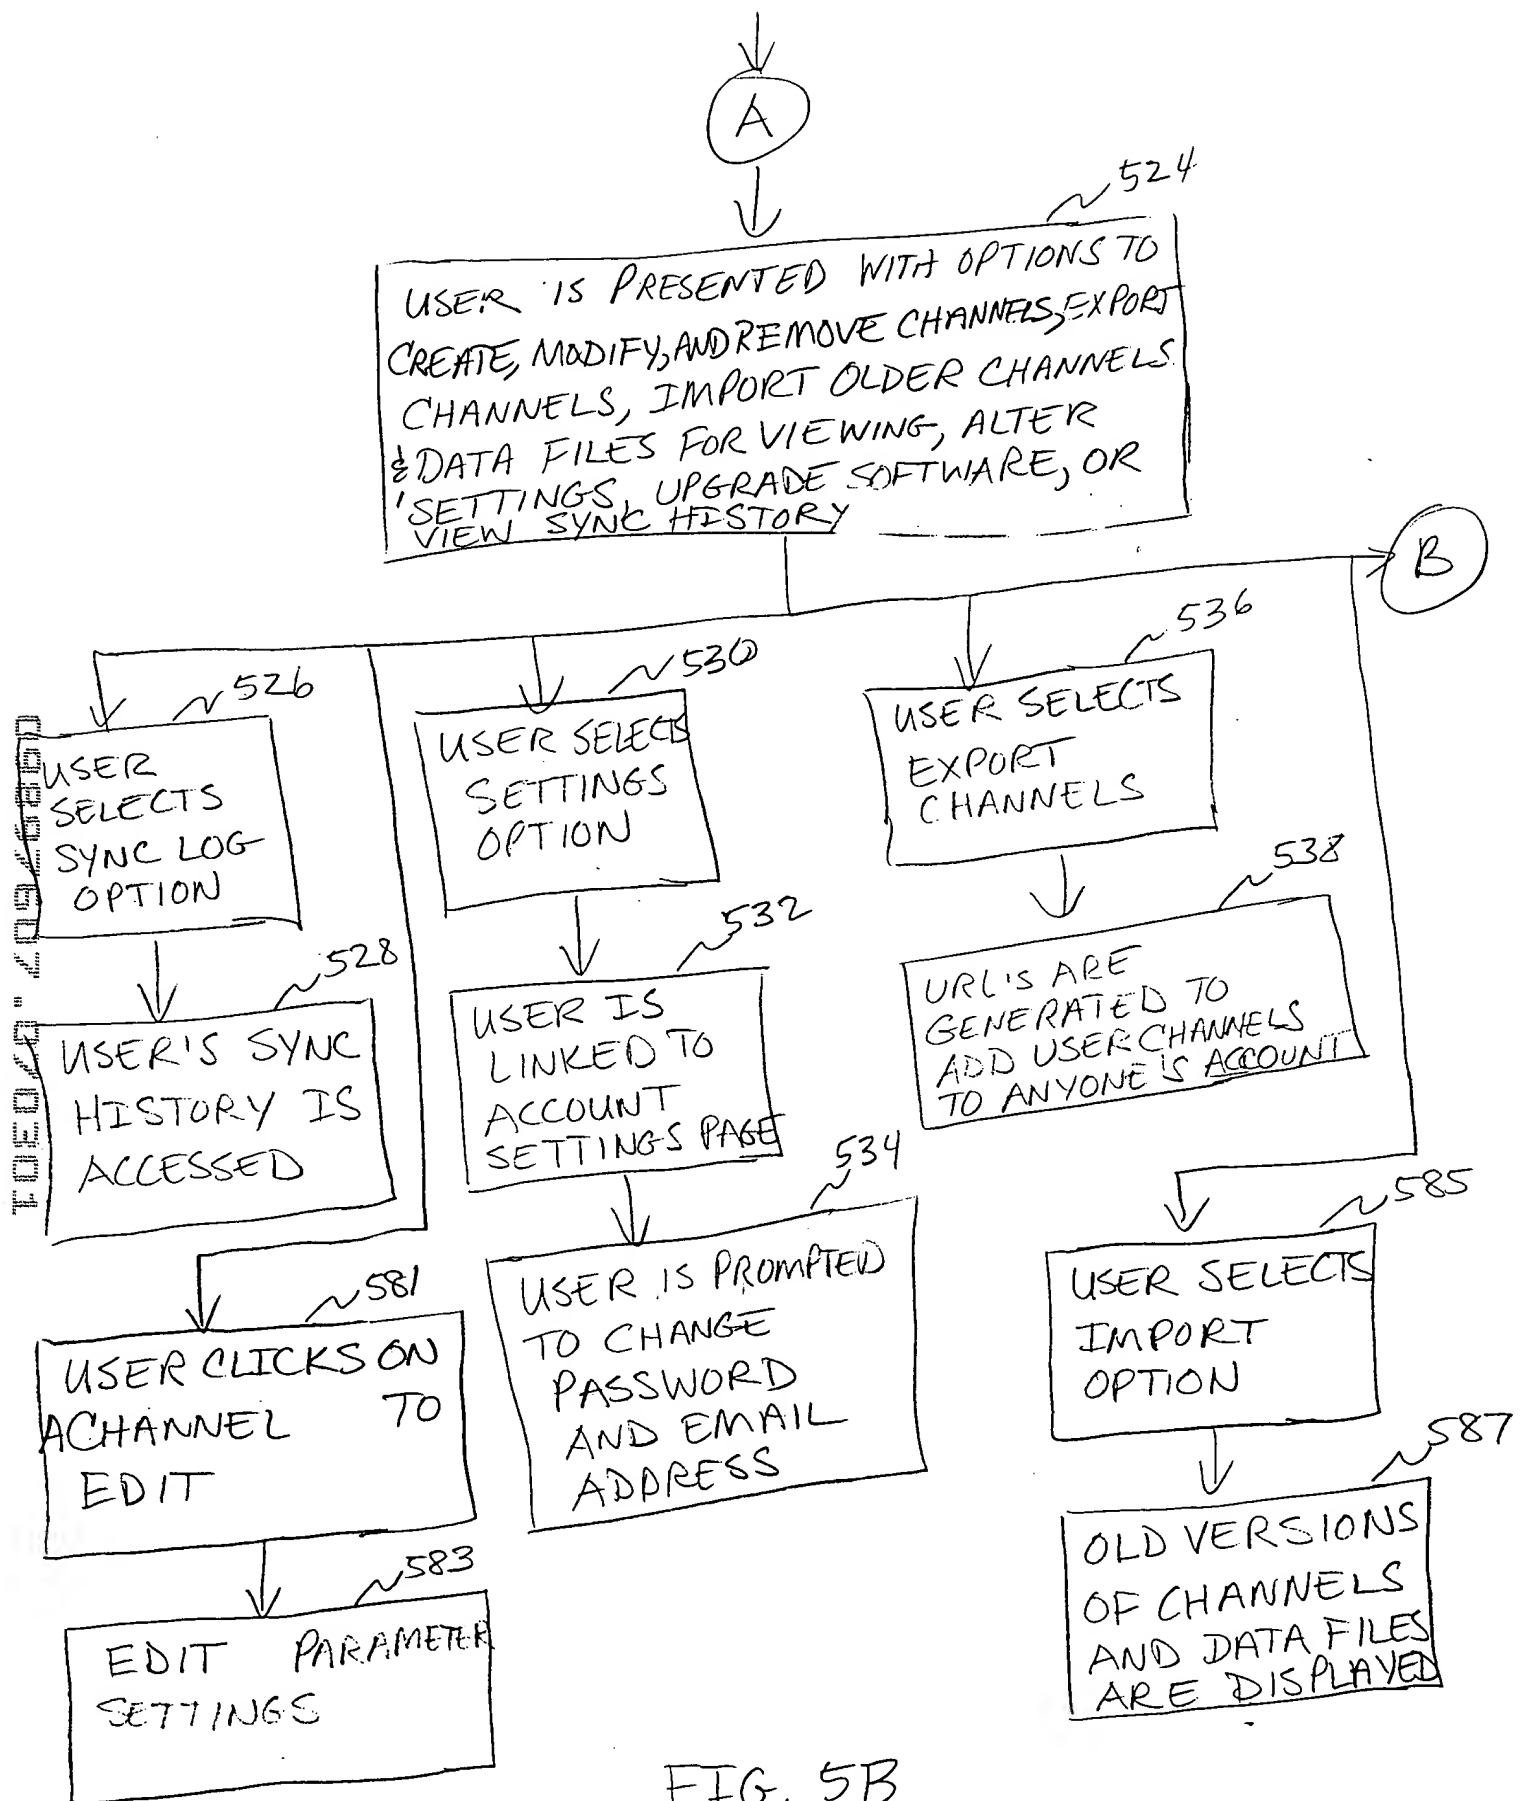 A
524
USER IS PRESENTED WITH OPTIONS TO
CREATE, MODIFY, AND REMOVE CHANNELS, EXPORT
CHANNELS, IMPORT OLDER CHANNELS
& DATA FILES FOR VIEWING, ALTER
SETTINGS, UPGRADE SOFTWARE, OR
VIEW SYNC HISTORY
B
526
USER
SELECTS
SYNC LOG
OPTION
528
USER'S SYNC
HISTORY IS
ACCESSED
581
USER CLICKS ON
A CHANNEL TO
EDIT
583
EDIT PARAMETER
SETTINGS
530
USER SELECTS
SETTINGS
OPTION
532
USER IS
LINKED TO
ACCOUNT
SETTINGS PAGE
534
USER IS PROMPTED
TO CHANGE
PASSWORD
AND EMAIL
ADDRESS
536
USER SELECTS
EXPORT
CHANNELS
538
URL'S ARE
GENERATED TO
ADD USER CHANNELS
TO ANYONE'S ACCOUNT
585
USER SELECTS
IMPORT
OPTION
587
OLD VERSIONS
OF CHANNELS
AND DATA FILES
ARE DISPLAYED
FIG. 5B